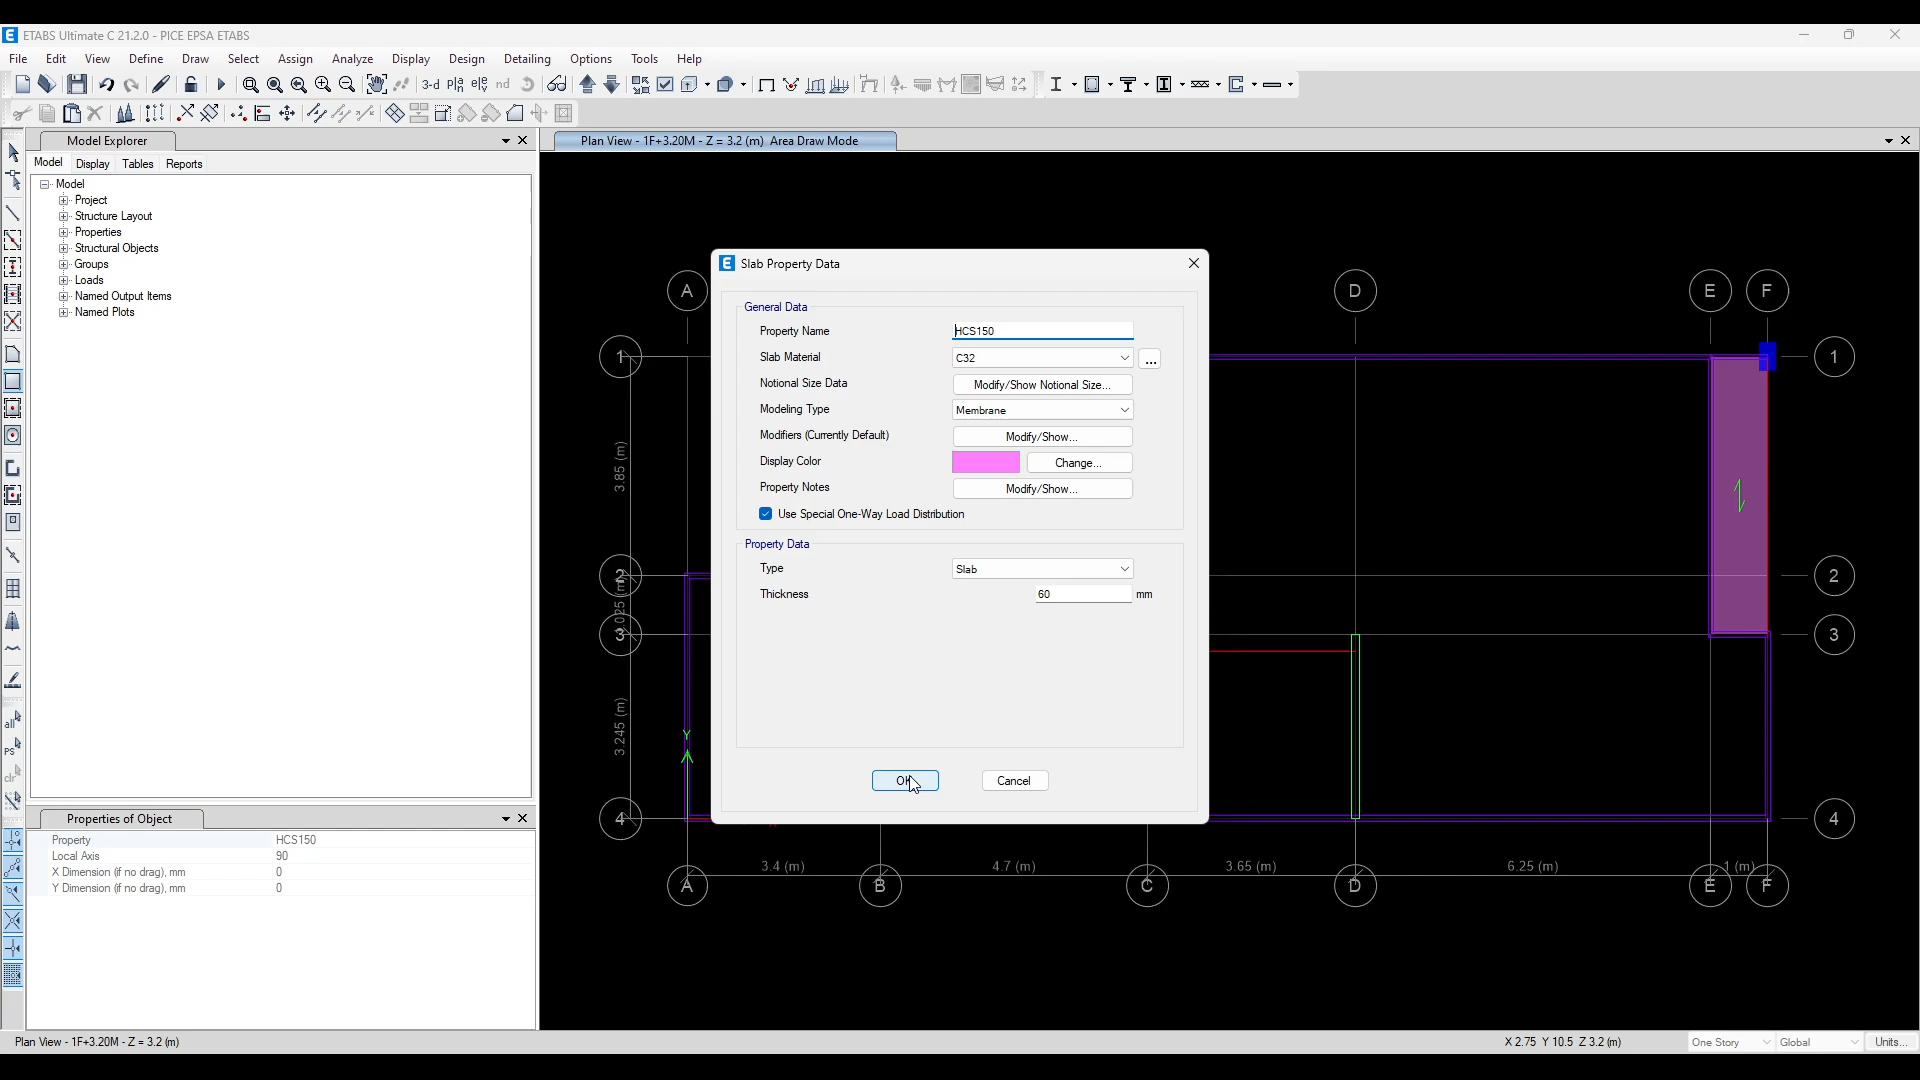 ETABS Ultimate C 21.2.0 - PICE EPSA ETABS
File Edit View Define Draw Select Assign Analyze Display Design Detailing Options Tools Help
3-d pla ele nd
Model Explorer
Plan View - 1F+3.20M - Z = 3.2 (m) Area Draw Mode
Model Display Tables Reports
Model
Project
Structure Layout
Properties
Structural Objects
Groups
Loads
Named Output Items
Named Plots
all
PS
clr
Properties of Object
Property HCS150
Local Axis 90
X Dimension (if no drag), mm 0
Y Dimension (if no drag), mm 0
Slab Property Data
General Data
Property Name HCS150
Slab Material C32 ...
Notional Size Data Modify/Show Notional Size...
Modeling Type Membrane
Modifiers (Currently Default) Modify/Show...
Display Color Change...
Property Notes Modify/Show...
Use Special One-Way Load Distribution
Property Data
Type Slab
Thickness 60 mm
OK Cancel
A D E F
1 1
3.85 (m)
2 2
3 3
3.245 (m)
Y
4 4
3.4 (m) 4.7 (m) 3.65 (m) 6.25 (m) 1 (m)
A B C D E F
Plan View - 1F+3.20M - Z = 3.2 (m)
X 2.75 Y 10.5 Z 3.2 (m)
One Story Global Units...